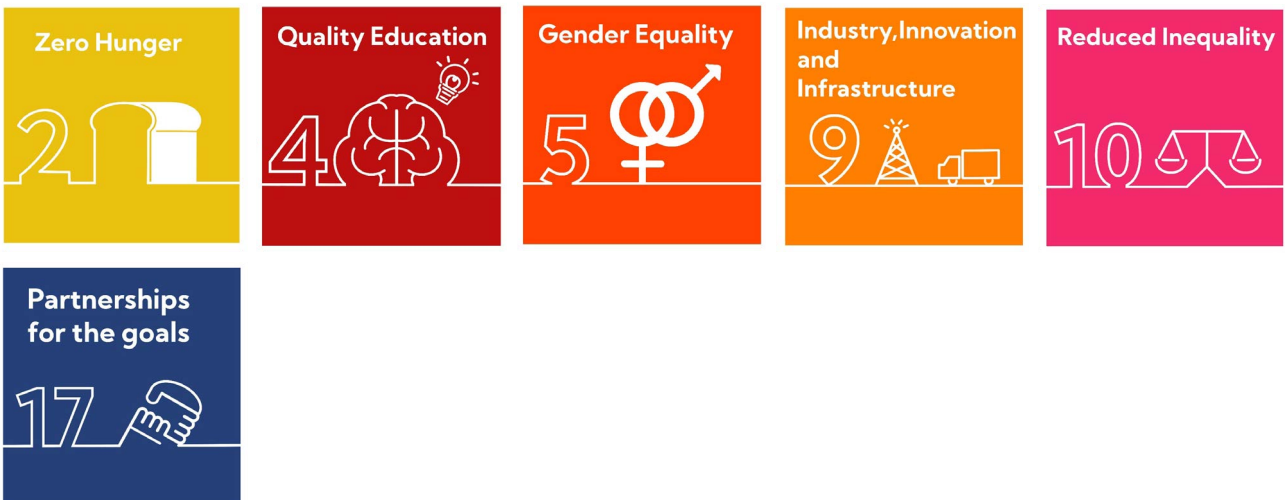 Zero Hunger
2
Quality Education
4
Gender Equality
5
Industry,Innovation
and
Infrastructure
9
Reduced Inequality
10
Partnerships
for the goals
17